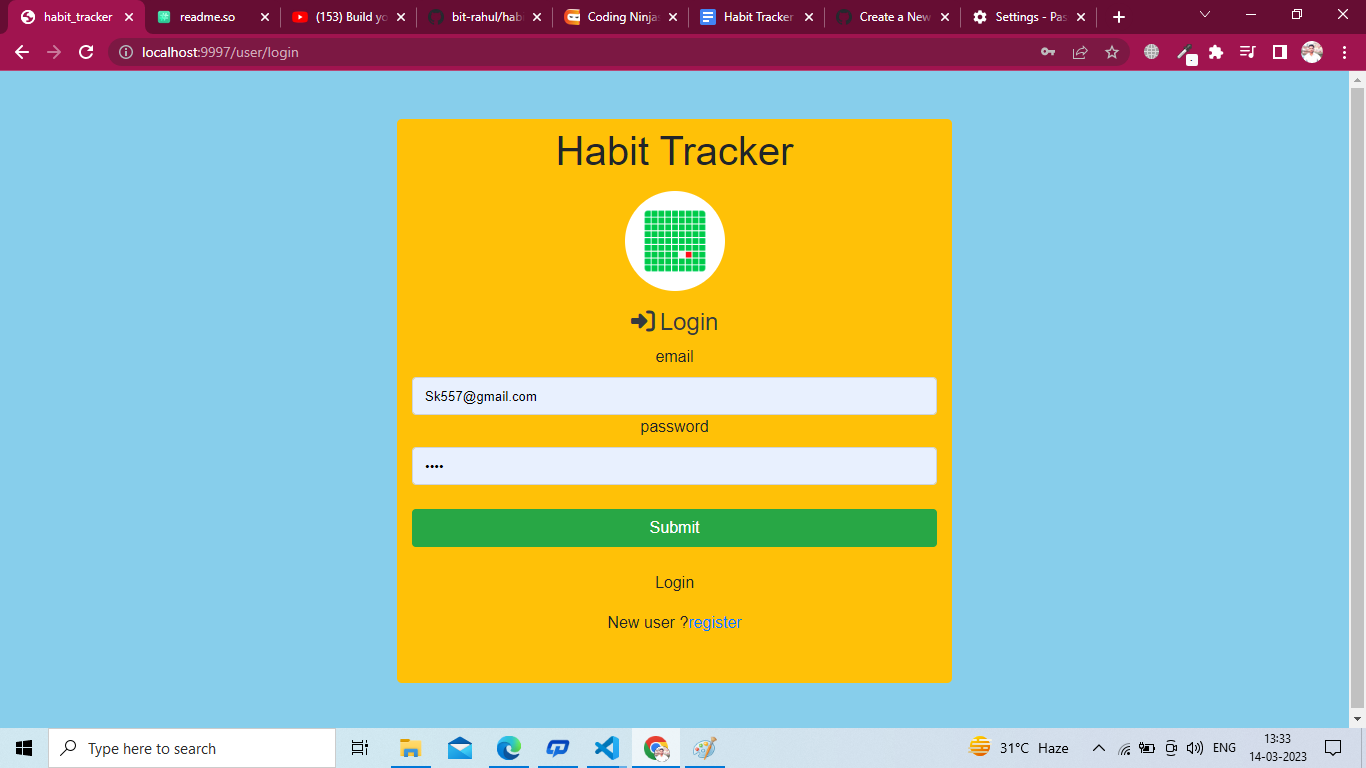 habit_tracker
readme.so
(153) Build yo
bit-rahul/hab
Coding Ninja
Habit Tracker
Create a New
Settings - Pas
localhost:9997/user/login
Habit Tracker
Login
email
Sk557@gmail.com
password
••••
Submit
Login
New user ?register
Type here to search
31°C Haze
ENG
13:33
14-03-2023